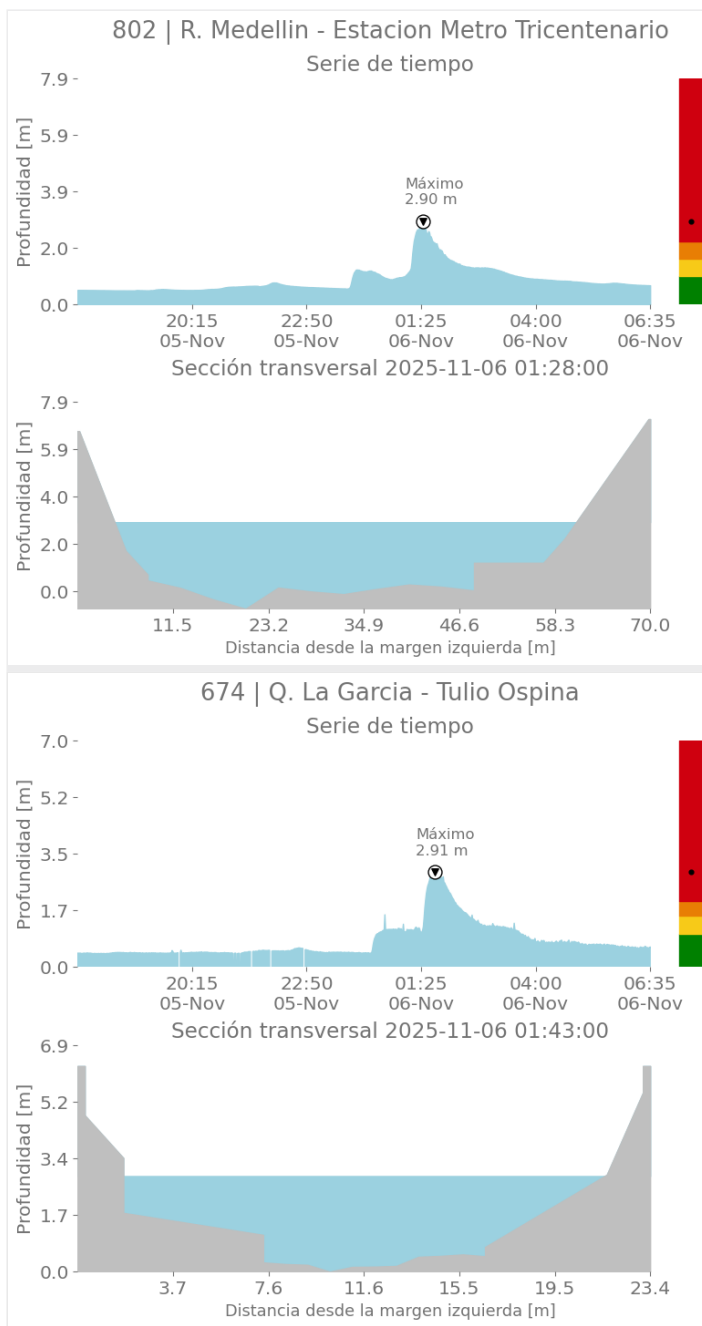 802 | R. Medellin - Estacion Metro Tricentenario
Serie de tiempo
Profundidad [m]
7.9
5.9
3.9
2.0
0.0
Máximo
2.90 m
20:15 22:50 01:25 04:00 06:35
05-Nov 05-Nov 06-Nov 06-Nov 06-Nov
Sección transversal 2025-11-06 01:28:00
Profundidad [m]
7.9
5.9
4.0
2.0
0.0
11.5 23.2 34.9 46.6 58.3 70.0
Distancia desde la margen izquierda [m]
674 | Q. La Garcia - Tulio Ospina
Serie de tiempo
Profundidad [m]
7.0
5.2
3.5
1.7
0.0
Máximo
2.91 m
20:15 22:50 01:25 04:00 06:35
05-Nov 05-Nov 06-Nov 06-Nov 06-Nov
Sección transversal 2025-11-06 01:43:00
Profundidad [m]
6.9
5.2
3.4
1.7
0.0
3.7 7.6 11.6 15.5 19.5 23.4
Distancia desde la margen izquierda [m]